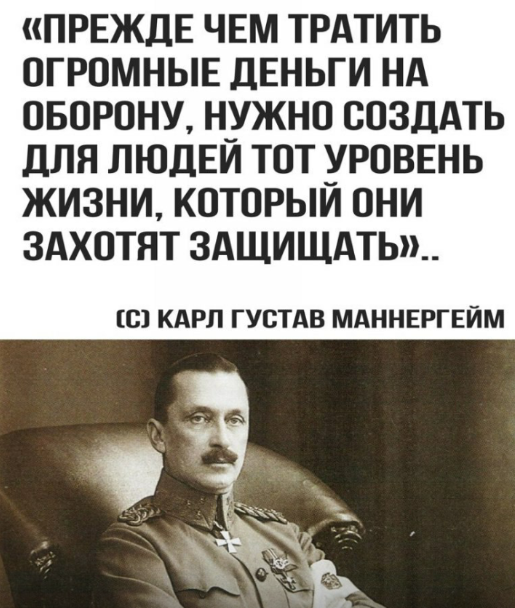 «ПРЕЖДЕ ЧЕМ ТРАТИТЬ
ОГРОМНЫЕ ДЕНЬГИ НА
ОБОРОНУ, НУЖНО СОЗДАТЬ
ДЛЯ ЛЮДЕЙ ТОТ УРОВЕНЬ
ЖИЗНИ, КОТОРЫЙ ОНИ
ЗАХОТЯТ ЗАЩИЩАТЬ»..
(С) КАРЛ ГУСТАВ МАННЕРГЕЙМ